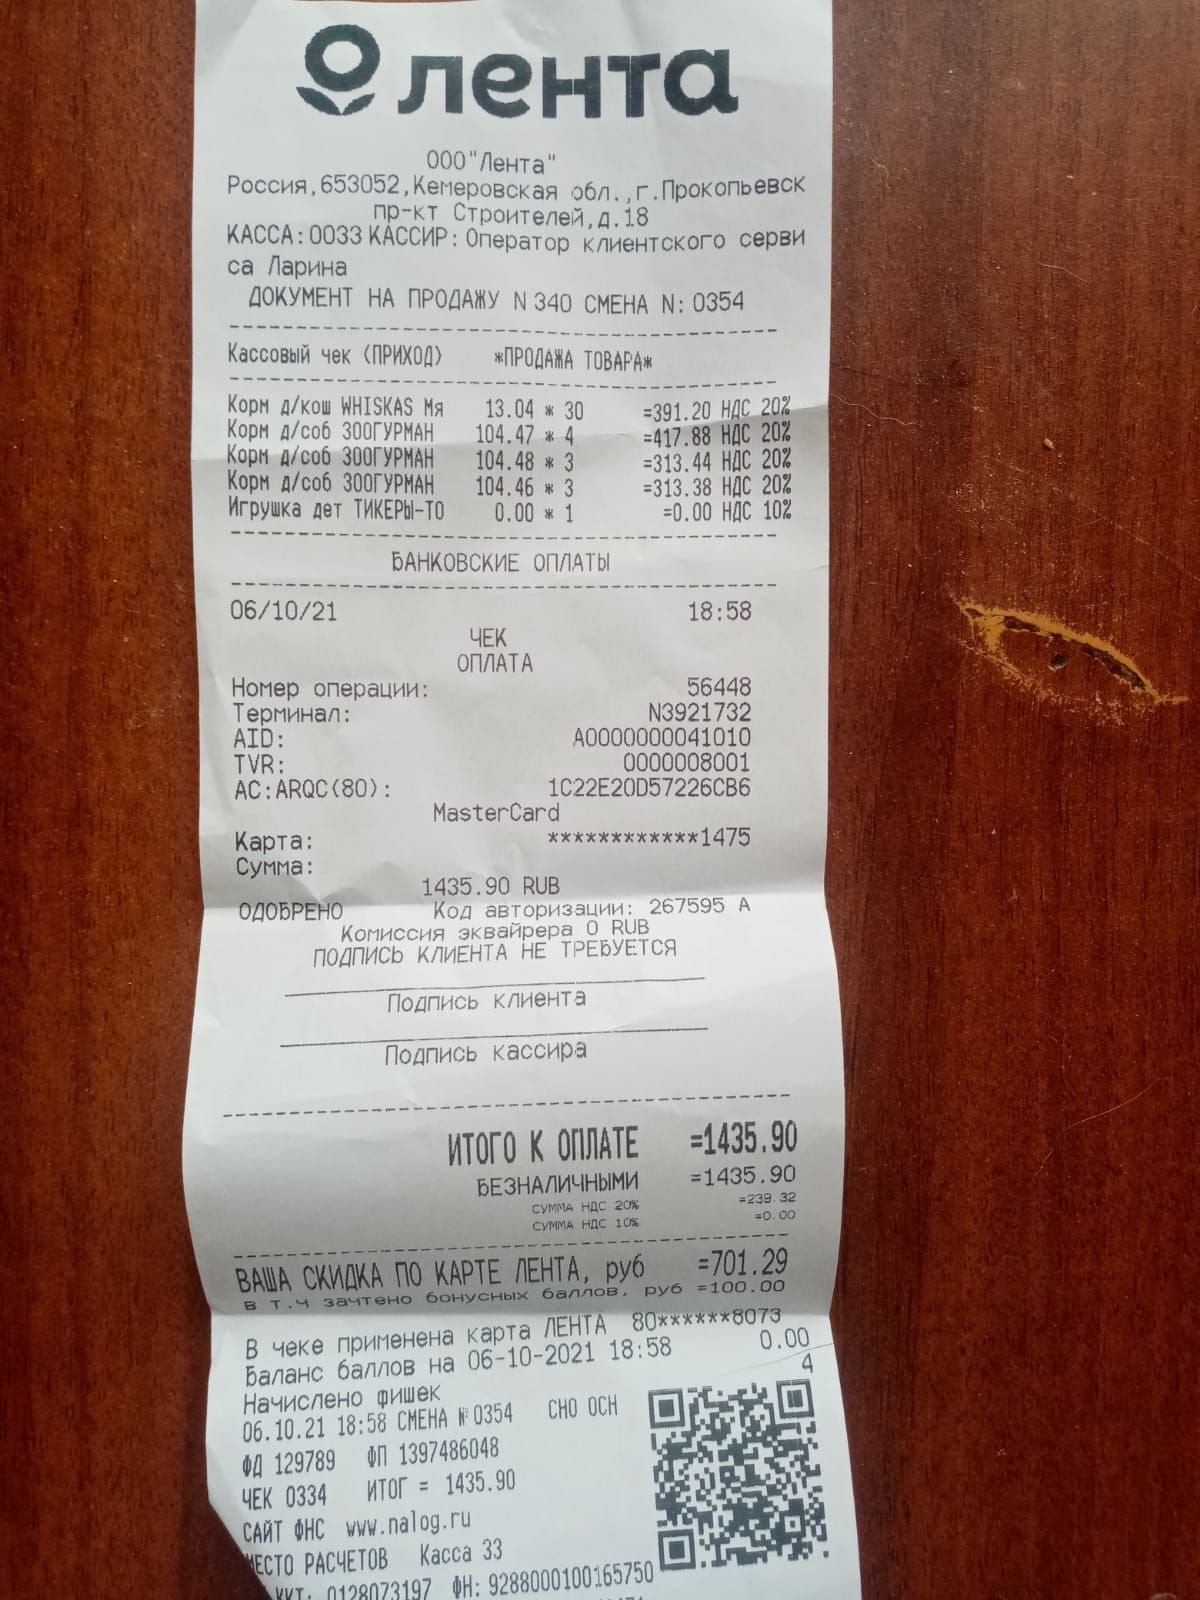 лента
ООО"Лента"
Россия,653052,Кемеровская обл.,г.Прокопьевск
пр-кт Строителей,д.18
КАССА:0033 КАССИР:Оператор клиентского серви
са Ларина
ДОКУМЕНТ НА ПРОДАЖУ N 340 СМЕНА N: 0354
Кассовый чек (ПРИХОД) *ПРОДАЖА ТОВАРА*
Корм д/кош WHISKAS Мя 13.04 * 30 =391.20 НДС 20%
Корм д/соб ЗООГУРМАН 104.47 * 4 =417.88 НДС 20%
Корм д/соб ЗООГУРМАН 104.48 * 3 =313.44 НДС 20%
Корм д/соб ЗООГУРМАН 104.46 * 3 =313.38 НДС 20%
Игрушка дет ТИКЕРЫ-ТО 0.00 * 1 =0.00 НДС 10%
БАНКОВСКИЕ ОПЛАТЫ
06/10/21 18:58
ЧЕК
ОПЛАТА
Номер операции: 56448
Терминал: N3921732
AID: A0000000041010
TVR: 0000008001
AC:ARQC(80): 1C22E20D57226CB6
MasterCard
Карта: ************1475
Сумма:
1435.90 RUB
ОДОБРЕНО Код авторизации: 267595 A
Комиссия эквайрера 0 RUB
ПОДПИСЬ КЛИЕНТА НЕ ТРЕБУЕТСЯ
Подпись клиента
Подпись кассира
ИТОГО К ОПЛАТЕ =1435.90
БЕЗНАЛИЧНЫМИ =1435.90
СУММА НДС 20% =239.32
СУММА НДС 10% =0.00
ВАША СКИДКА ПО КАРТЕ ЛЕНТА, руб =701.29
в т.ч зачтено бонусных баллов, руб =100.00
В чеке применена карта ЛЕНТА 80******8073
Баланс баллов на 06-10-2021 18:58 0.00
Начислено фишек 4
06.10.21 18:58 СМЕНА №0354 СНО ОСН
ФД 129789 ФП 1397486048
ЧЕК 0334 ИТОГ = 1435.90
САЙТ ФНС www.nalog.ru
МЕСТО РАСЧЕТОВ Касса 33
ККТ: 0128073197 ФН: 9288000100165750